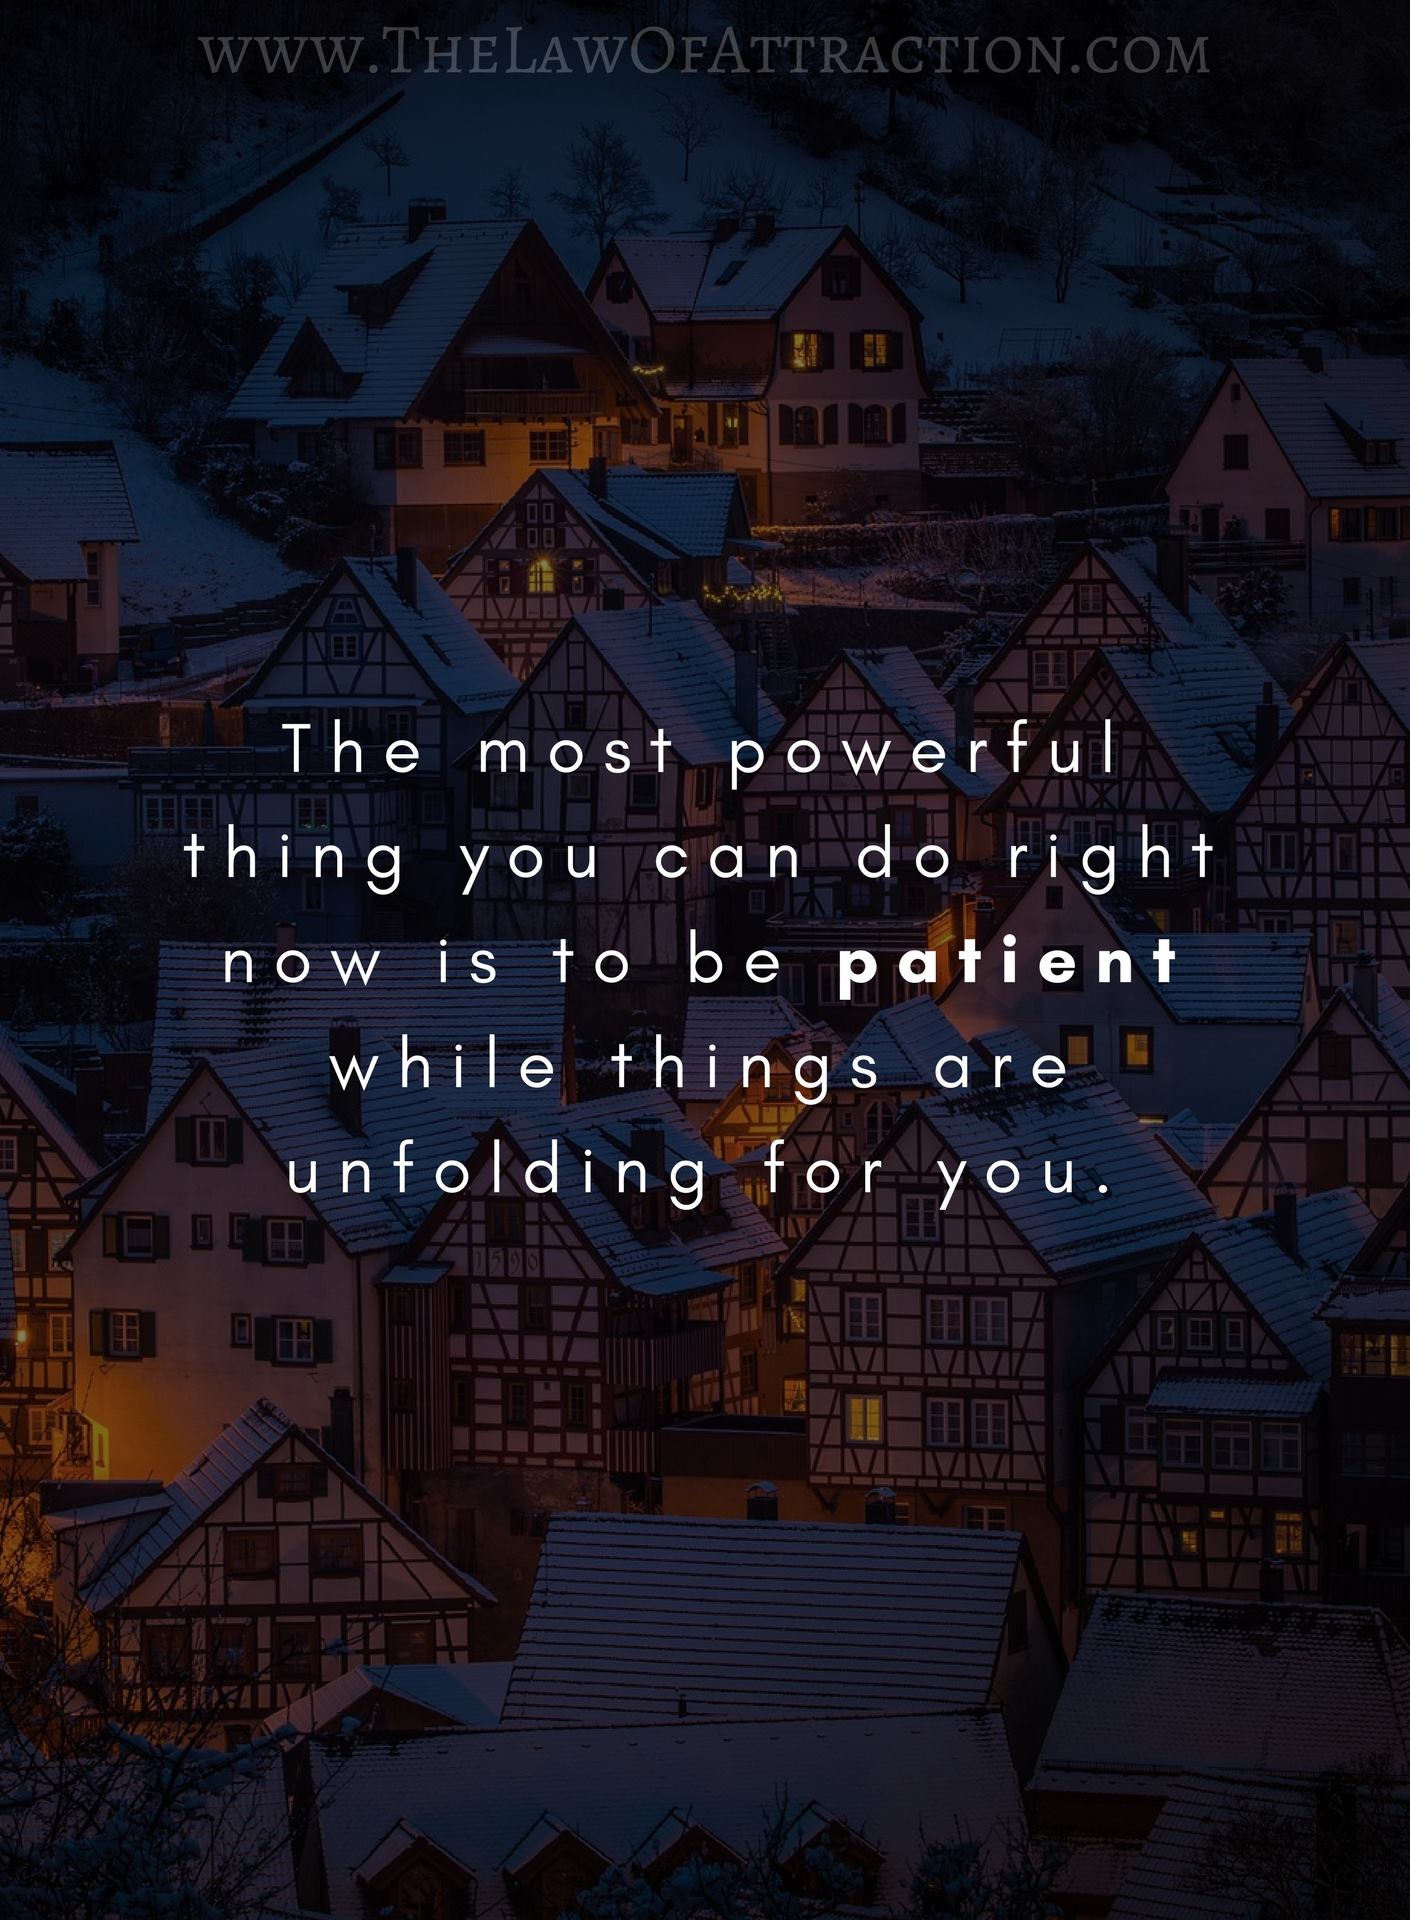 www.TheLawOfAttraction.com
The most powerful
thing you can do right
now is to be patient
while things are
unfolding for you.
1590